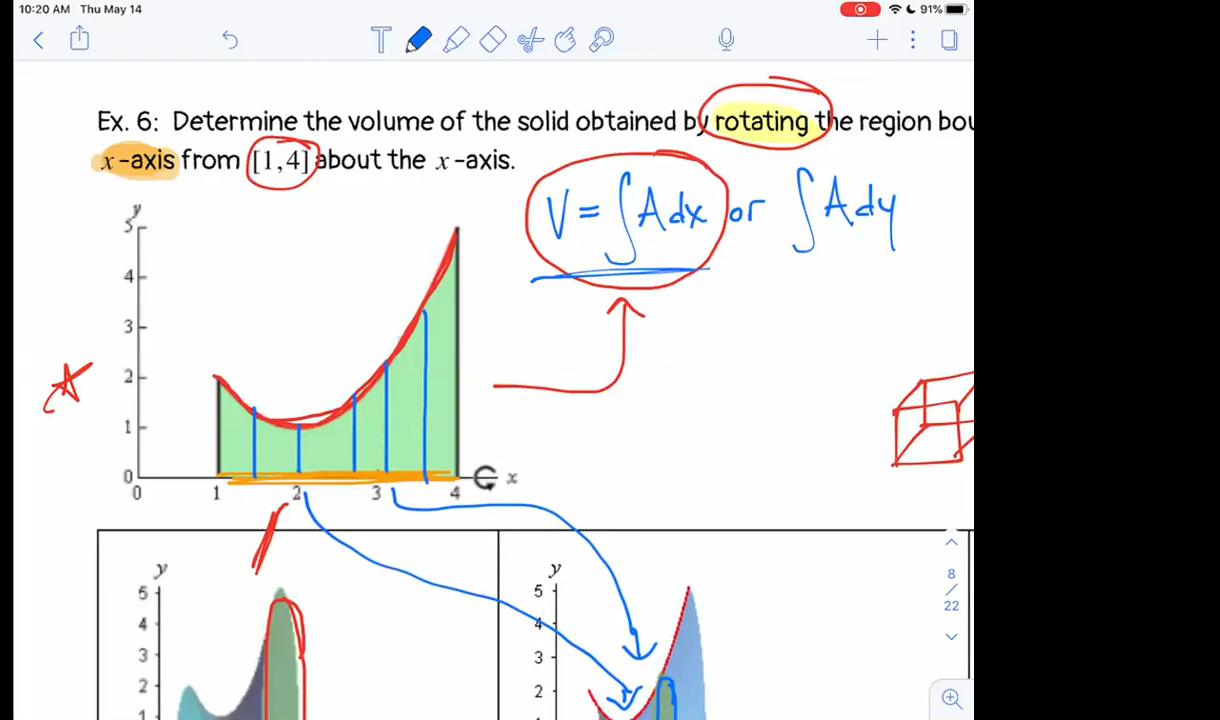 10:20 AM Thu May 14
91%
Ex. 6: Determine the volume of the solid obtained by rotating the region bou
x-axis from [1,4] about the x-axis.
V = ∫Adx or ∫Ady
y
5
4
3
2
1
0
0 1 2 3 4 x
y
5
4
3
2
1
y
5
4
3
2
8
/
22